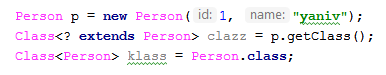 Person p = new Person( id: 1, name: "yaniv");
Class<? extends Person> clazz = p.getClass();
Class<Person> klass = Person.class;